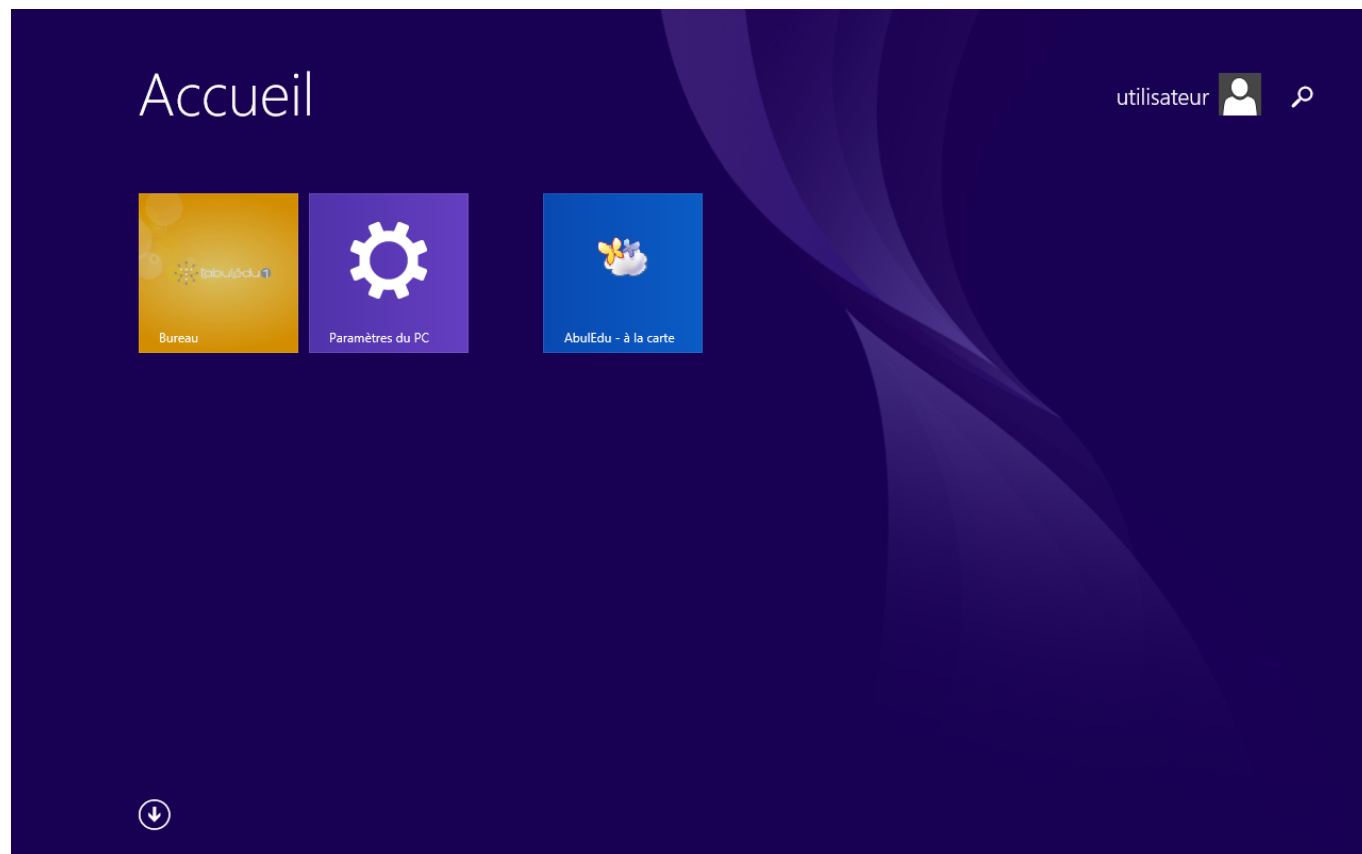 Accueil
utilisateur
Bureau
Paramètres du PC
AbulEdu - à la carte